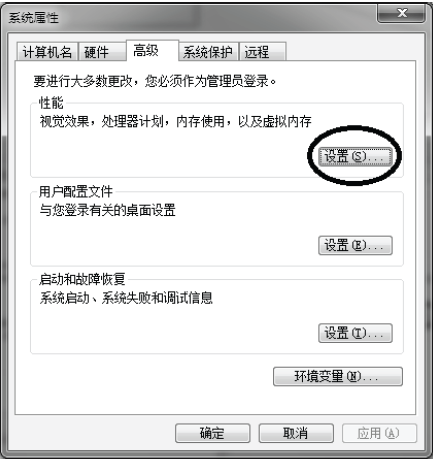 系统属性
计算机名 硬件 高级 系统保护 远程
要进行大多数更改，您必须作为管理员登录。
性能
视觉效果，处理器计划，内存使用，以及虚拟内存
设置(S)...
用户配置文件
与您登录有关的桌面设置
设置(E)...
启动和故障恢复
系统启动、系统失败和调试信息
设置(T)...
环境变量(N)...
确定 取消 应用(A)